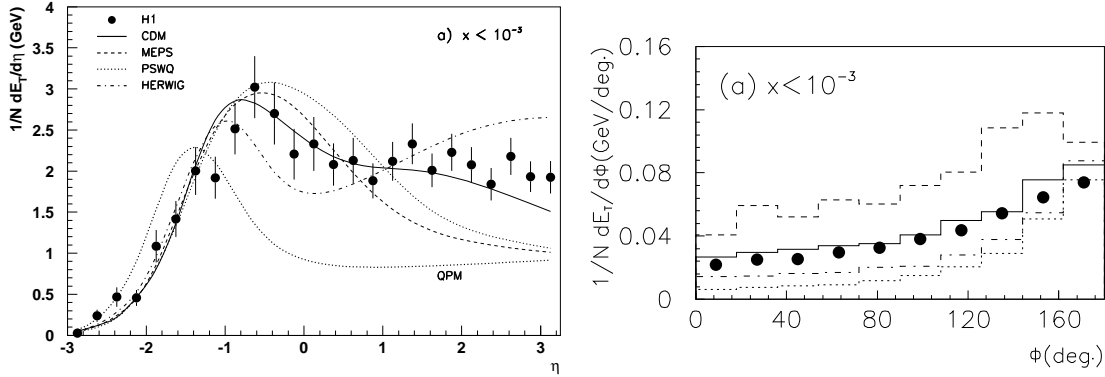 1/N dE_T/dη (GeV)
4
3.5
3
2.5
2
1.5
1
0.5
0
H1
CDM
MEPS
PSWQ
HERWIG
a) x < 10⁻³
QPM
-3 -2 -1 0 1 2 3
η
1/N dE_T/dΦ(GeV/deg.)
0.16
0.12
0.08
0.04
0
(a) x<10⁻³
0 40 80 120 160
Φ(deg.)